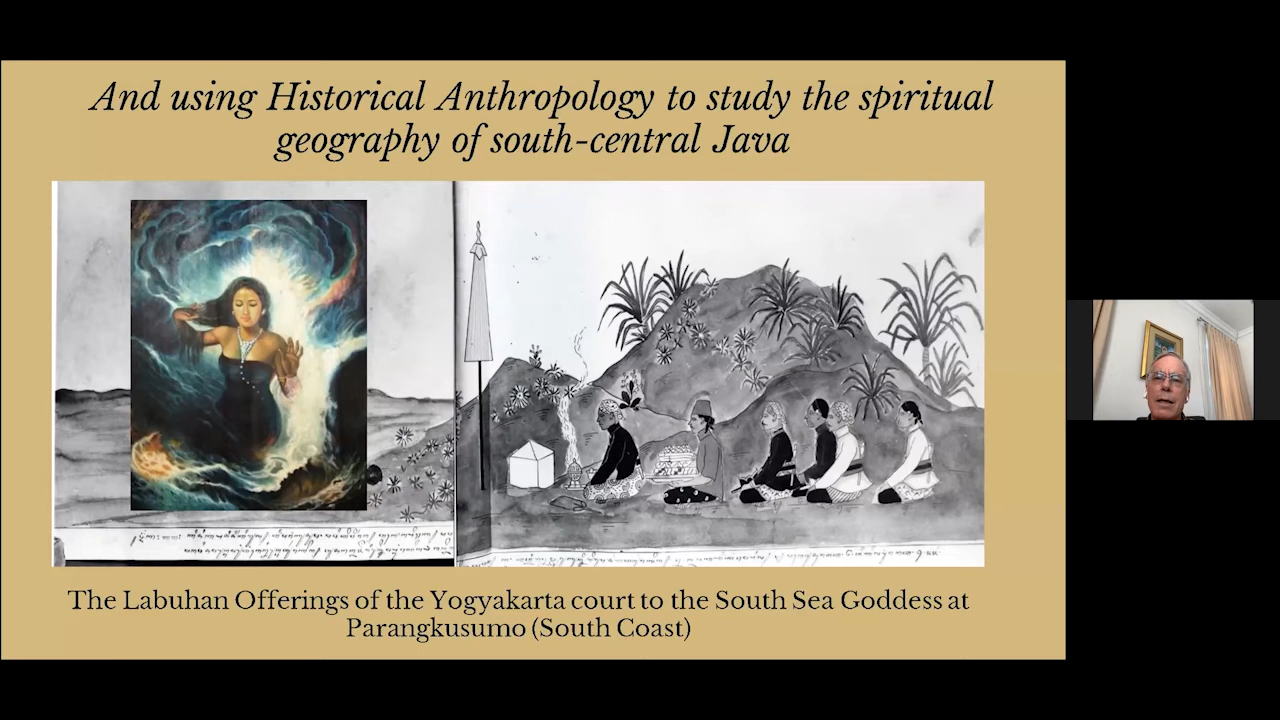 And using Historical Anthropology to study the spiritual
geography of south-central Java
The Labuhan Offerings of the Yogyakarta court to the South Sea Goddess at
Parangkusumo (South Coast)